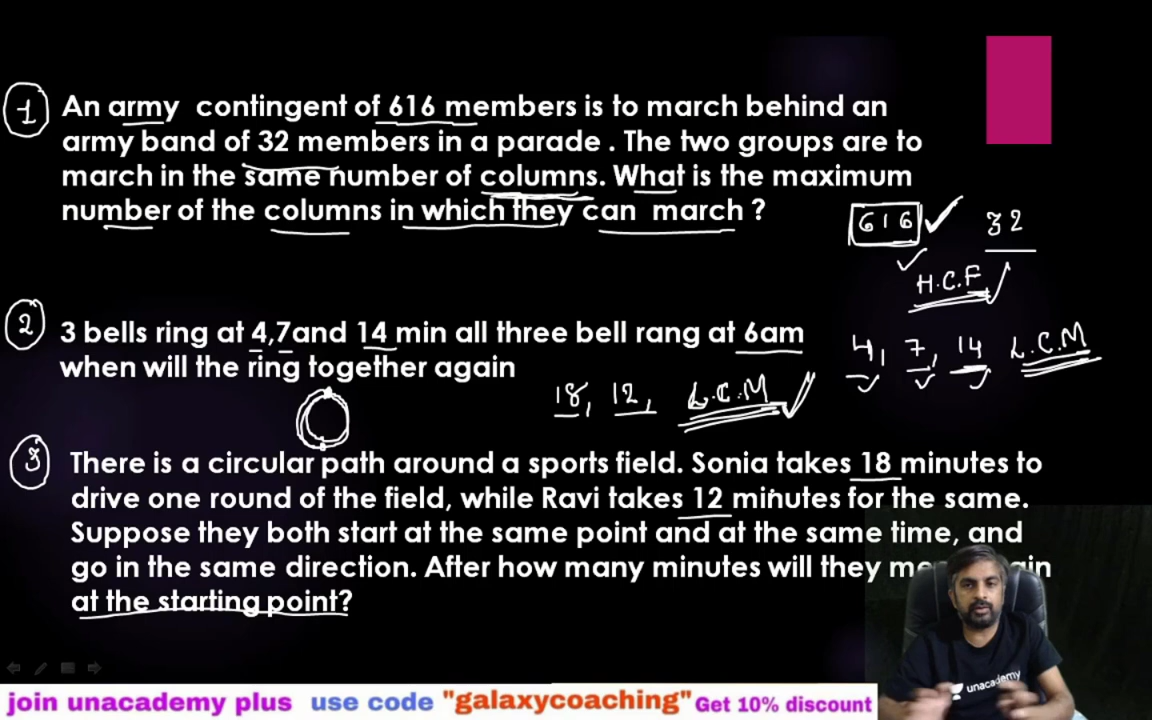 1 An army contingent of 616 members is to march behind an
army band of 32 members in a parade . The two groups are to
march in the same number of columns. What is the maximum
number of the columns in which they can march ?
616 32
H.C.F
2 3 bells ring at 4,7and 14 min all three bell rang at 6am
when will the ring together again
4, 7, 14 L.C.M
18, 12, L.C.M
3 There is a circular path around a sports field. Sonia takes 18 minutes to
drive one round of the field, while Ravi takes 12 minutes for the same.
Suppose they both start at the same point and at the same time, and
go in the same direction. After how many minutes will they
at the starting point?
unacademy
join unacademy plus use code "galaxycoaching" Get 10% discount